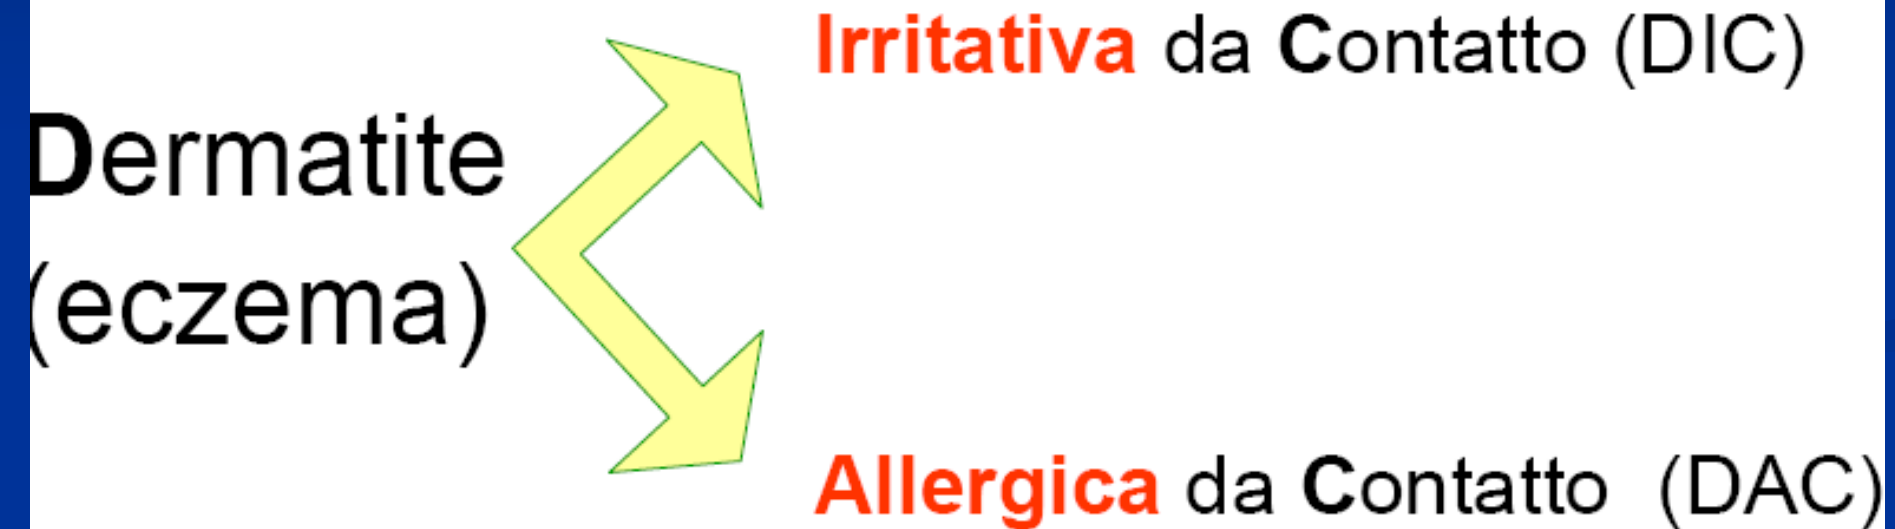 Irritativa da Contatto (DIC)
Dermatite
(eczema)
Allergica da Contatto (DAC)